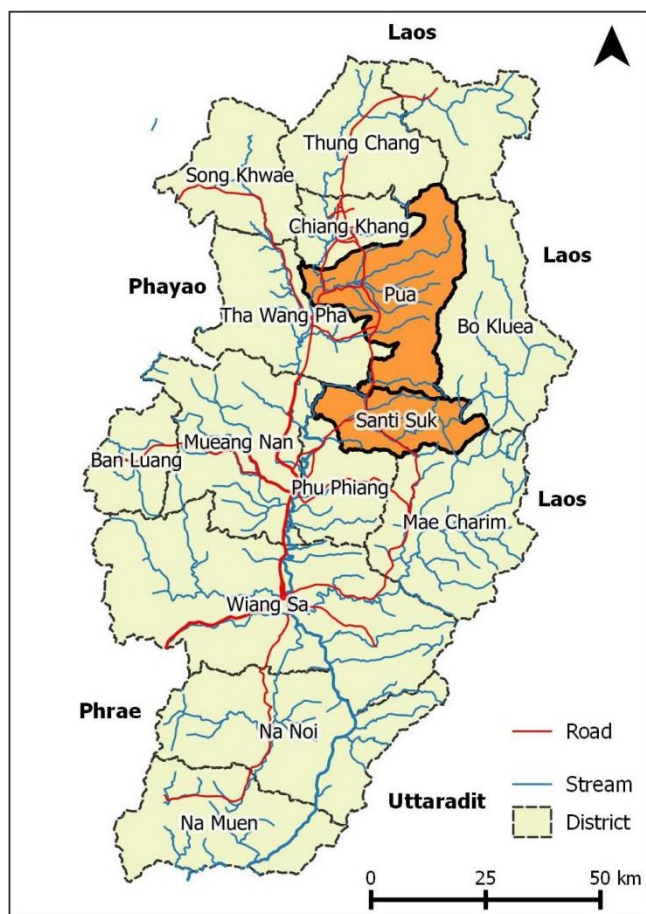 Laos
Thung Chang
Song Khwae
Chiang Khang
Laos
Phayao
Pua
Tha Wang Pha
Bo Kluea
Santi Suk
Mueang Nan
Ban Luang
Phu Phiang
Laos
Mae Charim
Wiang Sa
Phrae
Na Noi
Road
Stream
Uttaradit
District
Na Muen
0 25 50 km